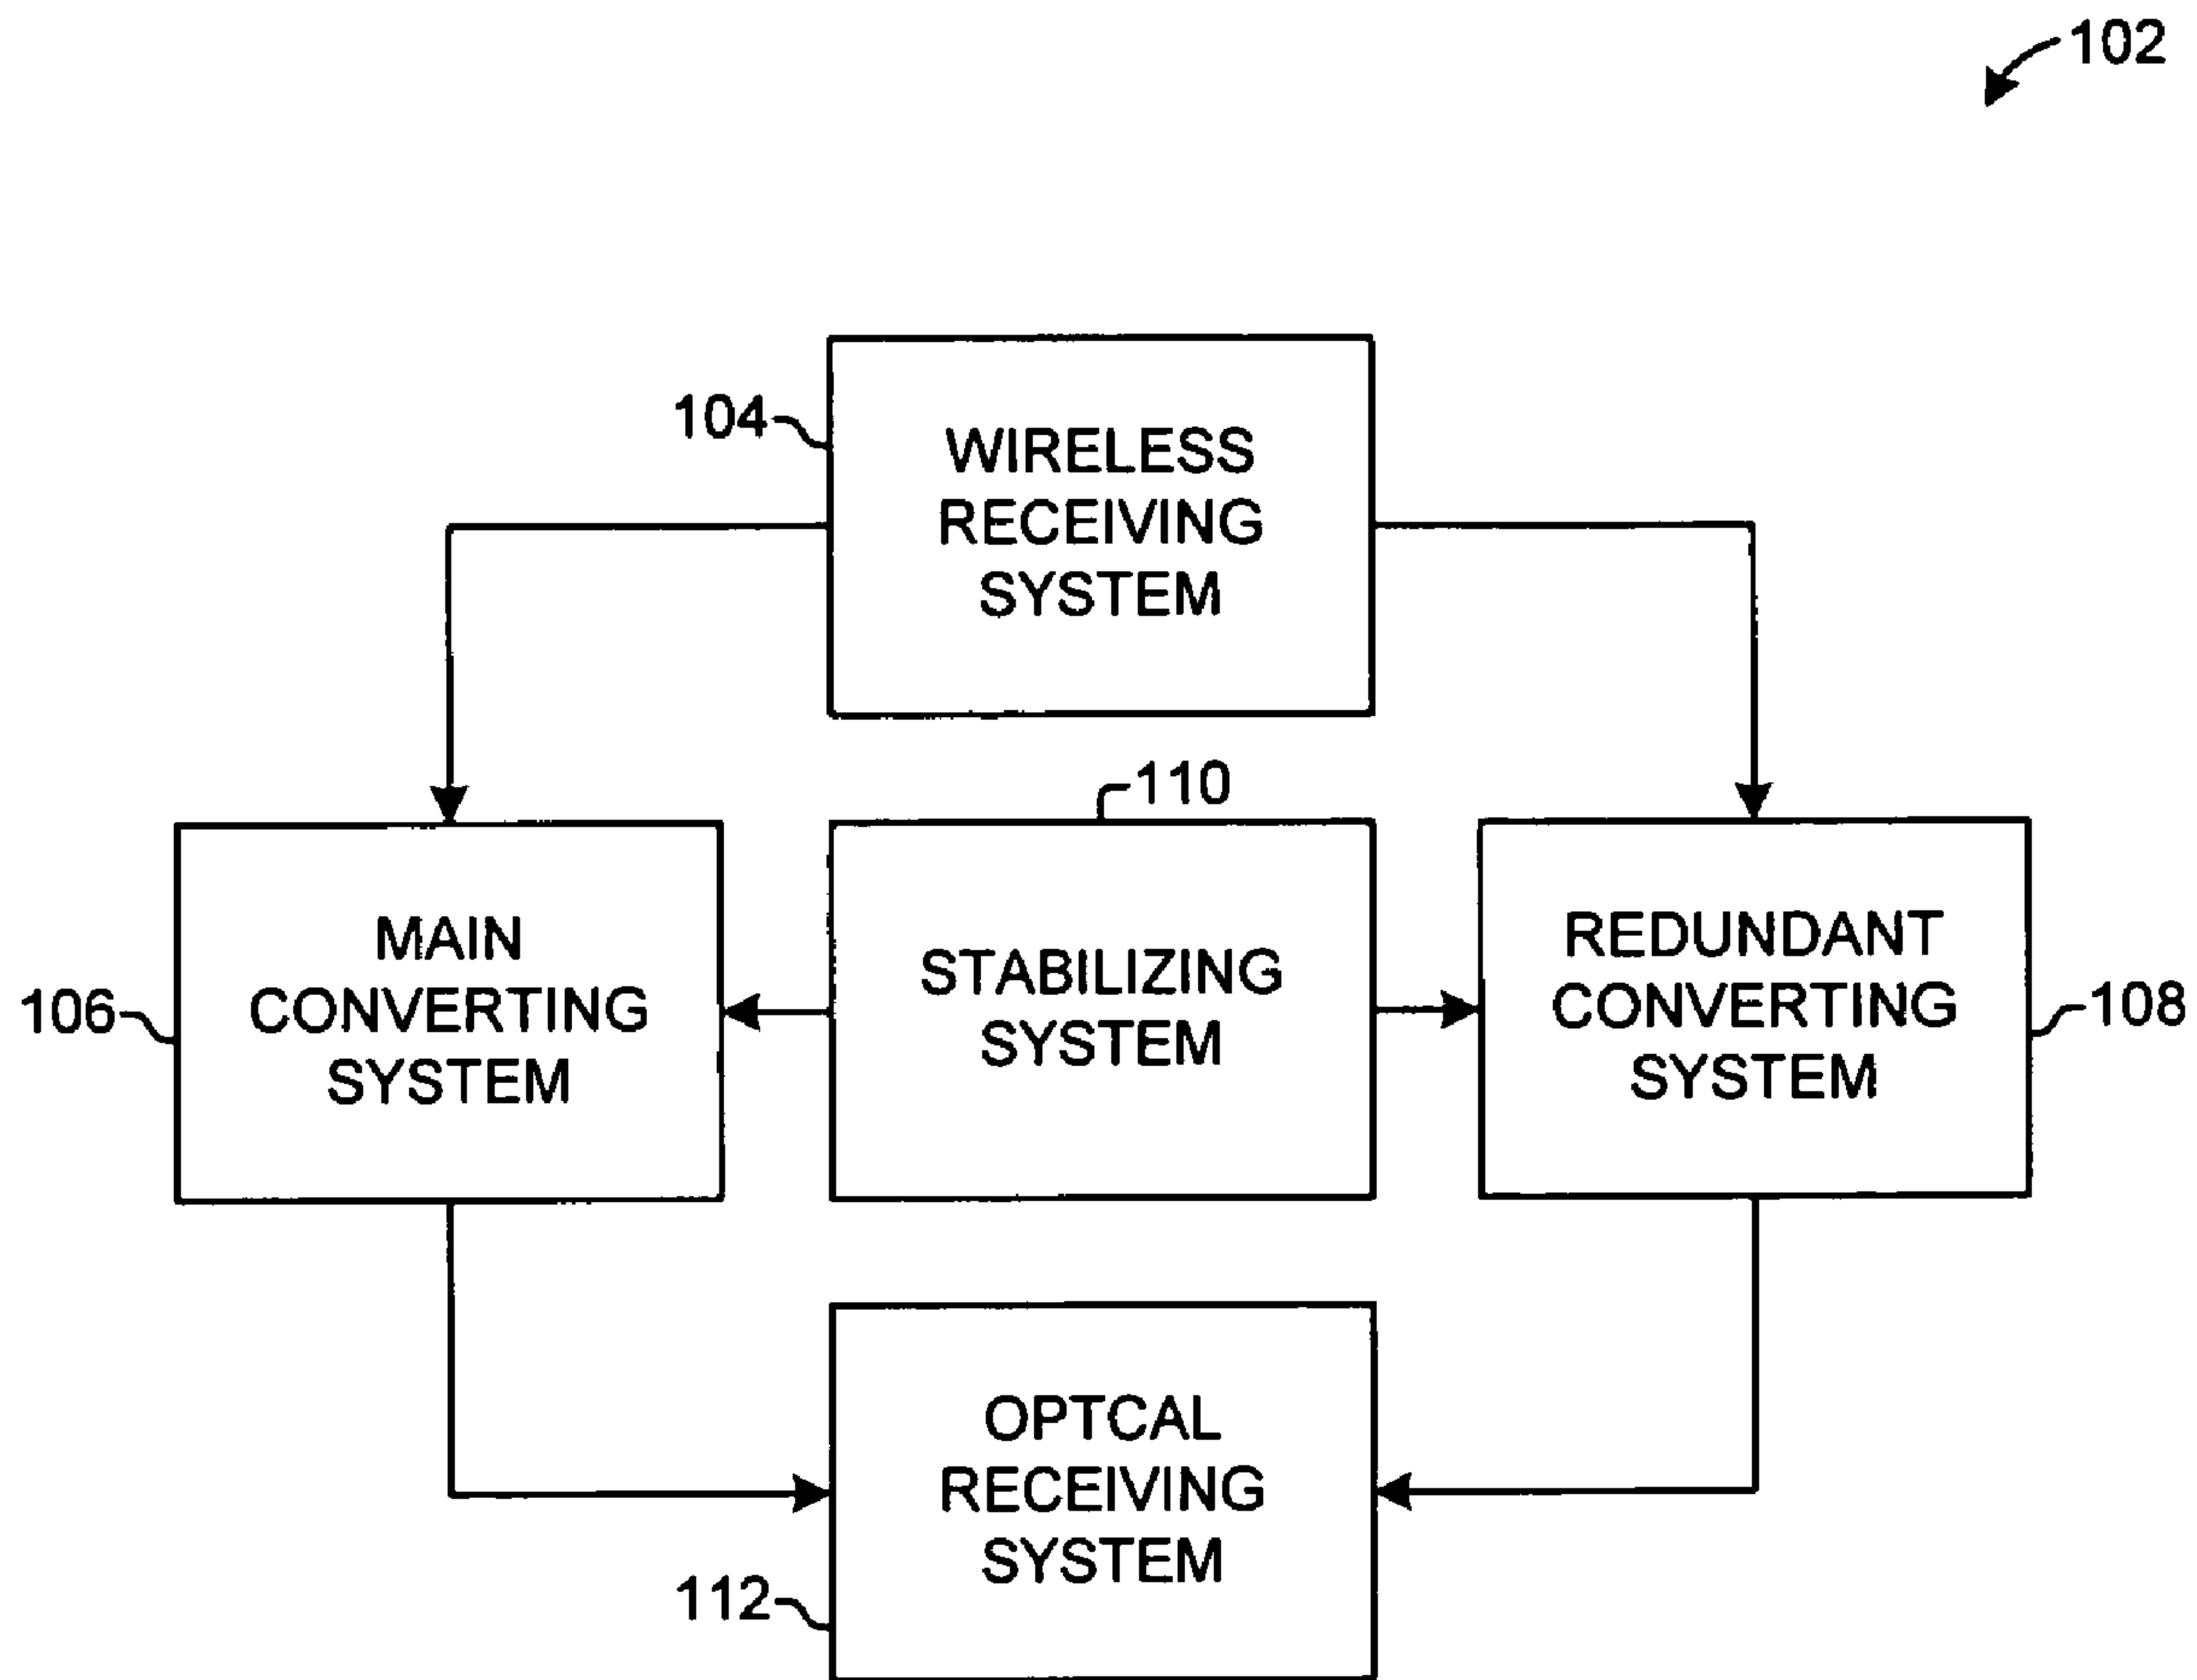 102
104
WIRELESS
RECEIVING
SYSTEM
110
106
MAIN
CONVERTING
SYSTEM
STABILIZING
SYSTEM
REDUNDANT
CONVERTING
SYSTEM
108
OPTCAL
RECEIVING
SYSTEM
112